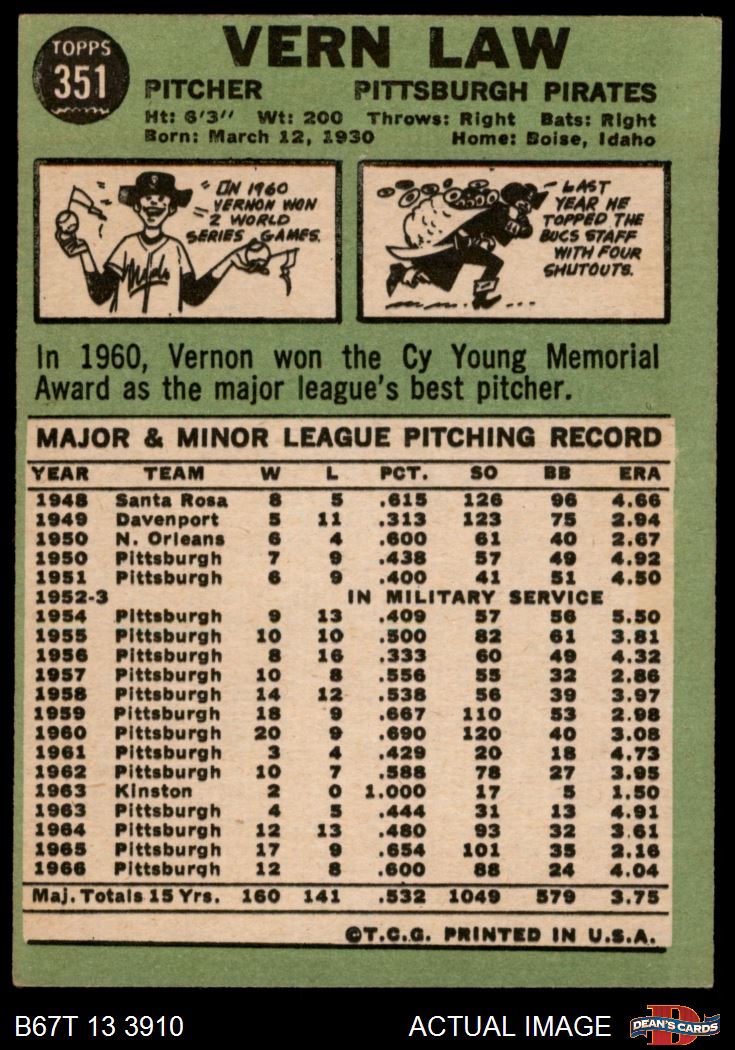 TOPPS
351
VERN LAW
PITCHER PITTSBURGH PIRATES
Ht: 6'3" Wt: 200 Throws: Right Bats: Right
Born: March 12, 1930 Home: Boise, Idaho
ON 1960
VERNON WON
2 WORLD
SERIES GAMES.
LAST
YEAR HE
TOPPED THE
BUCS STAFF
WITH FOUR
SHUTOUTS.
In 1960, Vernon won the Cy Young Memorial
Award as the major league's best pitcher.
MAJOR & MINOR LEAGUE PITCHING RECORD
YEAR TEAM W L PCT. SO BB ERA
1948 Santa Rosa 8 5 .615 126 96 4.66
1949 Davenport 5 11 .313 123 75 2.94
1950 N. Orleans 6 4 .600 61 40 2.67
1950 Pittsburgh 7 9 .438 57 49 4.92
1951 Pittsburgh 6 9 .400 41 51 4.50
1952-3 IN MILITARY SERVICE
1954 Pittsburgh 9 13 .409 57 56 5.50
1955 Pittsburgh 10 10 .500 82 61 3.81
1956 Pittsburgh 8 16 .333 60 49 4.32
1957 Pittsburgh 10 8 .556 55 32 2.86
1958 Pittsburgh 14 12 .538 56 39 3.97
1959 Pittsburgh 18 9 .667 110 53 2.98
1960 Pittsburgh 20 9 .690 120 40 3.08
1961 Pittsburgh 3 4 .429 20 18 4.73
1962 Pittsburgh 10 7 .588 78 27 3.95
1963 Kinston 2 0 1.000 17 5 1.50
1963 Pittsburgh 4 5 .444 31 13 4.91
1964 Pittsburgh 12 13 .480 93 32 3.61
1965 Pittsburgh 17 9 .654 101 35 2.16
1966 Pittsburgh 12 8 .600 88 24 4.04
Maj. Totals 15 Yrs. 160 141 .532 1049 579 3.75
©T.C.G. PRINTED IN U.S.A.
B67T 13 3910 ACTUAL IMAGE DEAN'S CARDS